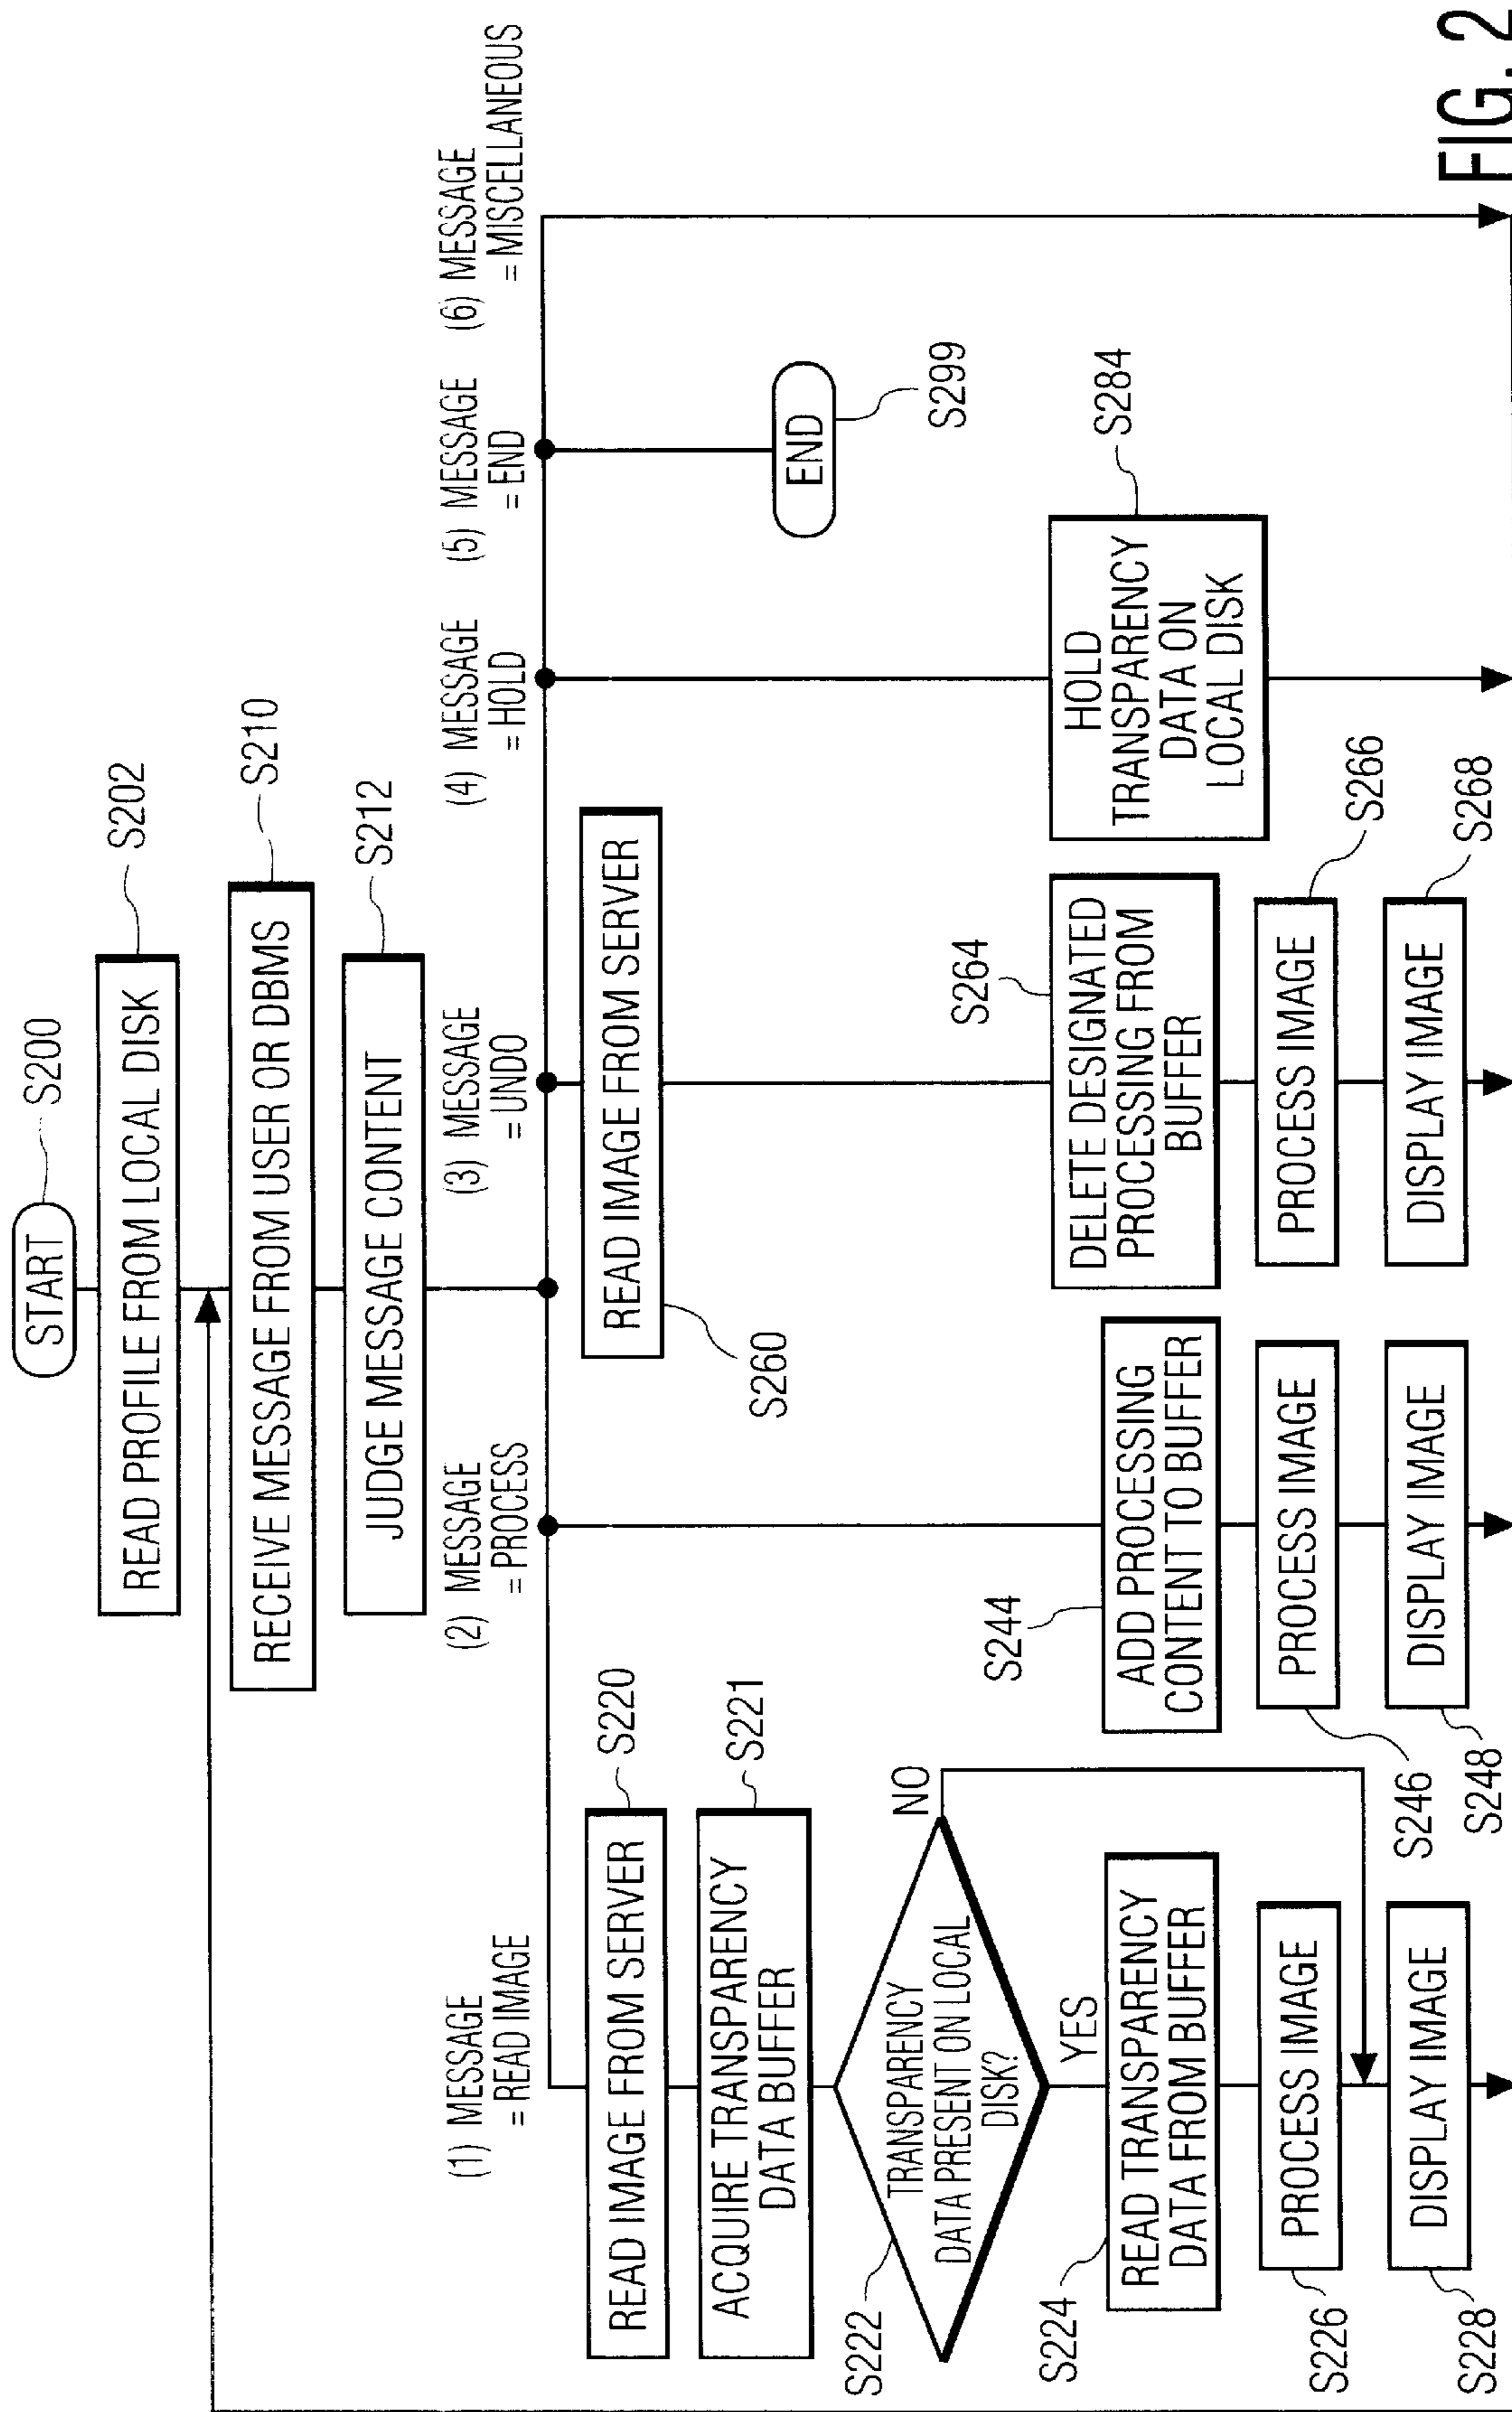 START
S200
READ PROFILE FROM LOCAL DISK
S202
RECEIVE MESSAGE FROM USER OR DBMS
S210
JUDGE MESSAGE CONTENT
S212
(1) MESSAGE
= READ IMAGE
(2) MESSAGE
= PROCESS
(3) MESSAGE
= UNDO
(4) MESSAGE
= HOLD
(5) MESSAGE
= END
(6) MESSAGE
= MISCELLANEOUS
READ IMAGE FROM SERVER
S220
ACQUIRE TRANSPARENCY
DATA BUFFER
S221
S222
TRANSPARENCY
DATA PRESENT ON LOCAL
DISK?
NO
YES
S224
READ TRANSPARENCY
DATA FROM BUFFER
PROCESS IMAGE
S226
DISPLAY IMAGE
S228
S244
ADD PROCESSING
CONTENT TO BUFFER
PROCESS IMAGE
S246
DISPLAY IMAGE
S248
READ IMAGE FROM SERVER
S260
S264
DELETE DESIGNATED
PROCESSING FROM
BUFFER
PROCESS IMAGE
S266
DISPLAY IMAGE
S268
HOLD
TRANSPARENCY
DATA ON
LOCAL DISK
S284
END
S299
FIG. 2